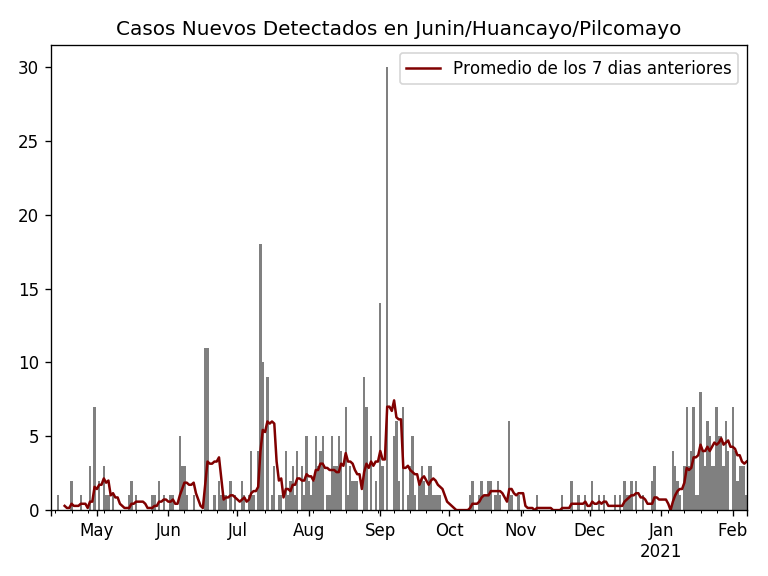 Casos Nuevos Detectados en Junin/Huancayo/Pilcomayo
Promedio de los 7 dias anteriores
30
25
20
15
10
5
0
May Jun Jul Aug Sep Oct Nov Dec Jan Feb
2021